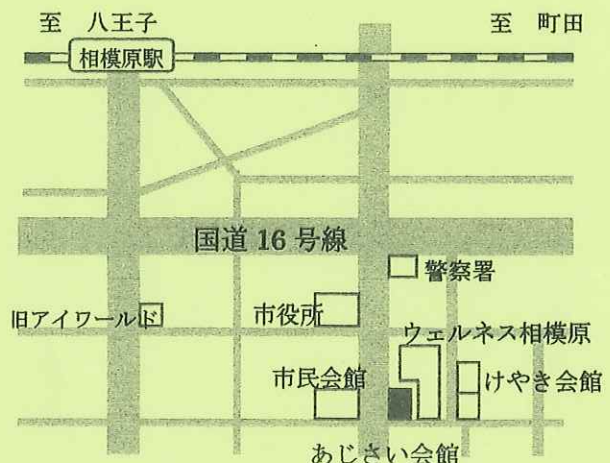 至 八王子
至 町田
相模原駅
国道 16 号線
警察署
旧アイワールド
市役所
ウェルネス相模原
市民会館
けやき会館
あじさい会館